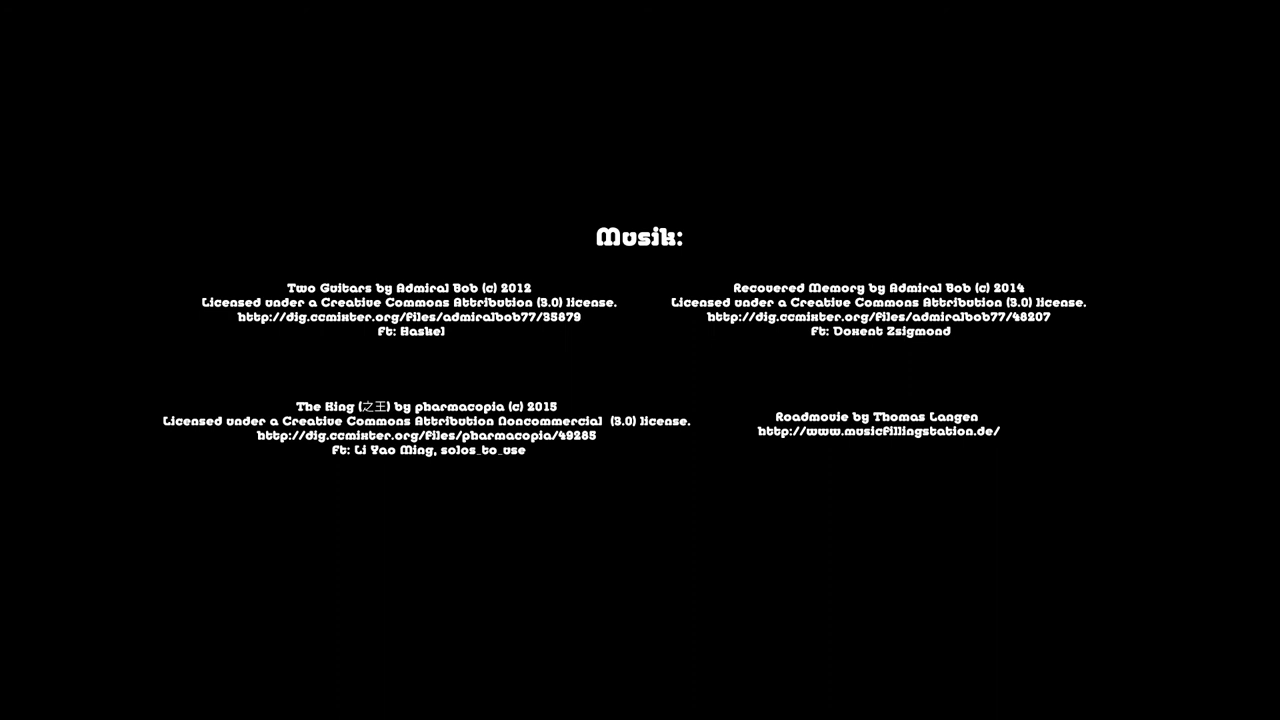 Musik:
Two Guitars by Admiral Bob (c) 2012
Licensed under a Creative Commons Attribution (3.0) license.
http://dig.ccmixter.org/files/admiralbob77/35879
Ft: Haskel
Recovered Memory by Admiral Bob (c) 2014
Licensed under a Creative Commons Attribution (3.0) license.
http://dig.ccmixter.org/files/admiralbob77/48207
Ft: Doxent Zsigmond
The King (之王) by pharmacopia (c) 2015
Licensed under a Creative Commons Attribution Noncommercial  (3.0) license.
http://dig.ccmixter.org/files/pharmacopia/49285
Ft: Li Yao Ming, solos_to_use
Roadmovie by Thomas Langen
http://www.musicfillingstation.de/